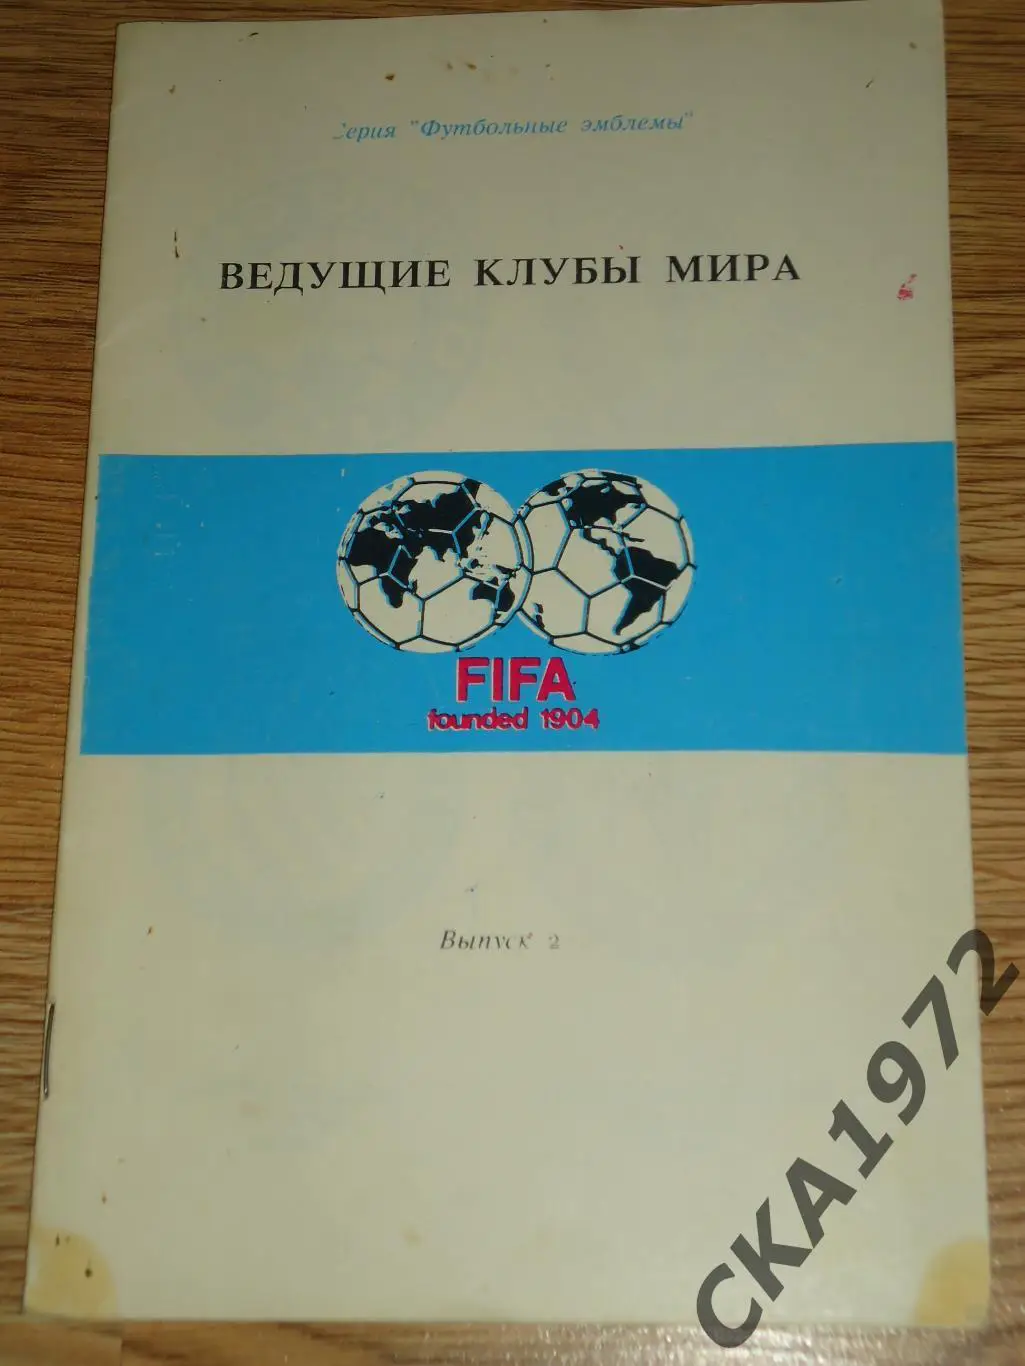 Серия "Футбольные эмблемы"
ВЕДУЩИЕ КЛУБЫ МИРА
FIFA
founded 1904
Выпуск 2
СКА1972